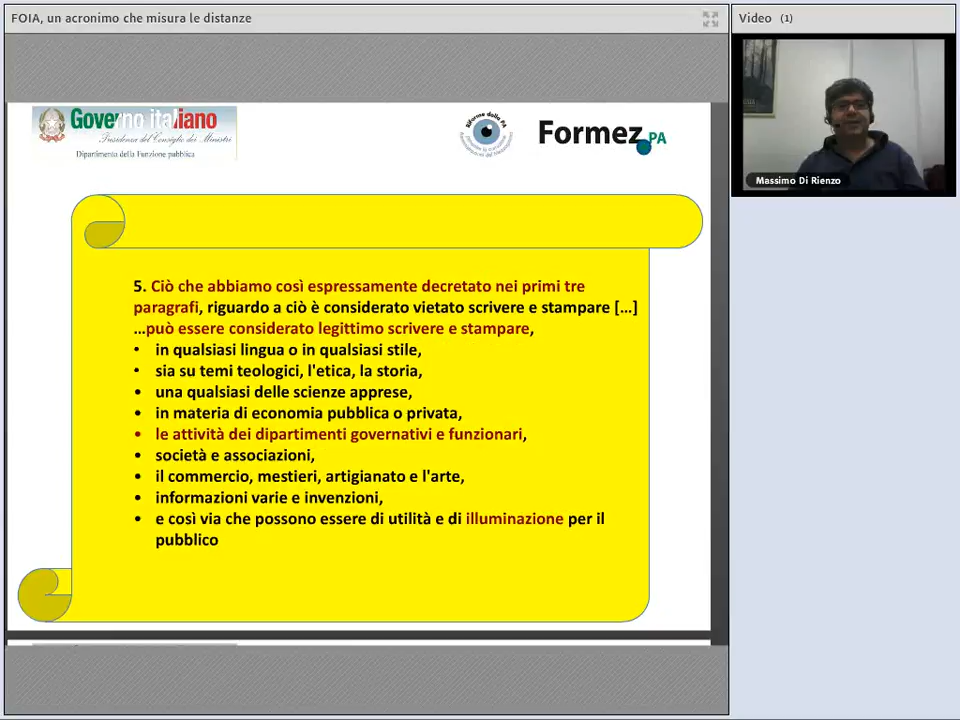 FOIA, un acronimo che misura le distanze
Video (1)
Governo italiano
Presidenza del Consiglio dei Ministri
Dipartimento della Funzione pubblica
Riforme della PA
Formez PA
Massimo Di Rienzo
5. Ciò che abbiamo così espressamente decretato nei primi tre
paragrafi, riguardo a ciò è considerato vietato scrivere e stampare [...]
...può essere considerato legittimo scrivere e stampare,
• in qualsiasi lingua o in qualsiasi stile,
• sia su temi teologici, l'etica, la storia,
• una qualsiasi delle scienze apprese,
• in materia di economia pubblica o privata,
• le attività dei dipartimenti governativi e funzionari,
• società e associazioni,
• il commercio, mestieri, artigianato e l'arte,
• informazioni varie e invenzioni,
• e così via che possono essere di utilità e di illuminazione per il
pubblico